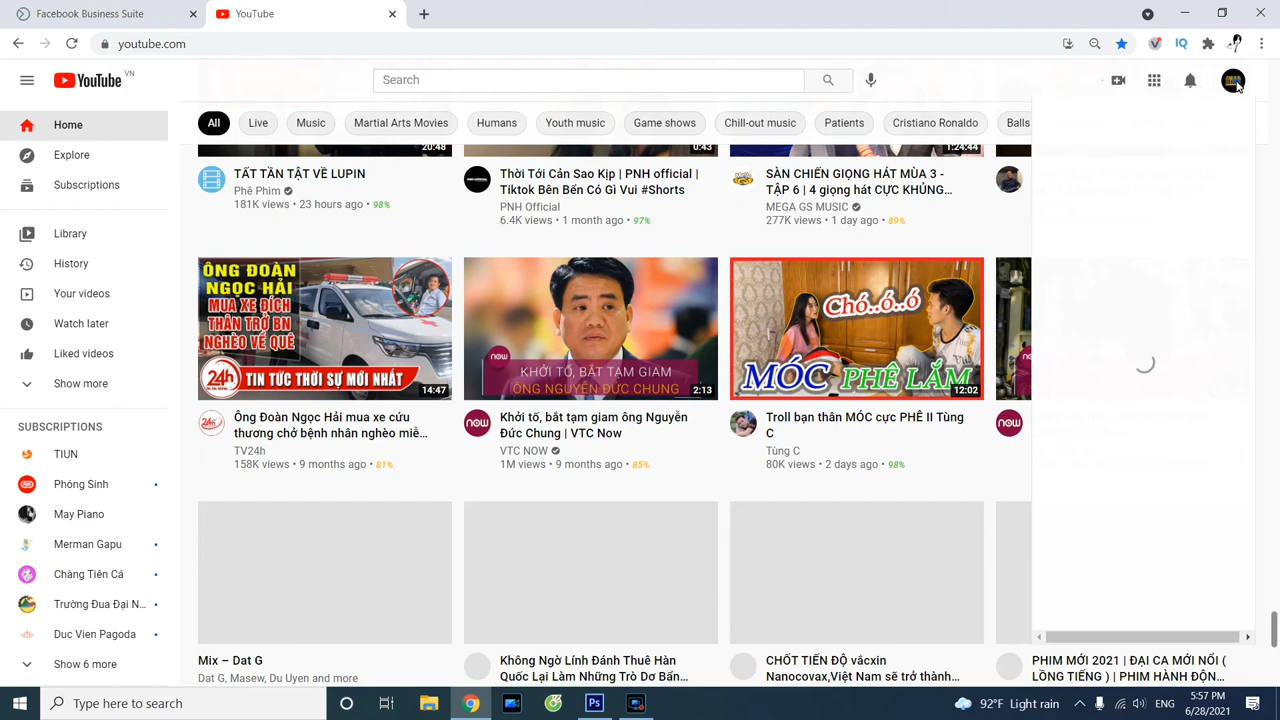 Facebook Business Suite
YouTube
youtube.com
YouTube VN
Search
Home
Explore
Subscriptions
Library
History
Your videos
Watch later
Liked videos
Show more
SUBSCRIPTIONS
TIUN
Phóng Sinh
May Piano
Merman Gapu
Chàng Tiên Cá
Trường Đua Đại N...
Duc Vien Pagoda
Show 6 more
All
Live
Music
Martial Arts Movies
Humans
Youth music
Game shows
Chill-out music
Patients
Cristiano Ronaldo
Balls
20:48
TẤT TẦN TẬT VỀ LUPIN
Phê Phim
181K views • 23 hours ago • 98%
0:43
Thời Tới Cản Sao Kịp | PNH official |
Tiktok Bên Bến Có Gì Vui #Shorts
PNH Official
6.4K views • 1 month ago • 97%
1:24:44
SÀN CHIẾN GIỌNG HÁT MÙA 3 -
TẬP 6 | 4 giọng hát CỰC KHỦNG...
MEGA GS MUSIC
277K views • 1 day ago • 89%
ÔNG ĐOÀN
NGỌC HẢI
MUA XE ĐÍCH
THÂN TRỞ BN
NGHÈO VỀ QUÊ
24h TIN TỨC THỜI SỰ MỚI NHẤT
14:47
Ông Đoàn Ngọc Hải mua xe cứu
thương chở bệnh nhân nghèo miễ...
TV24h
158K views • 9 months ago • 81%
now
KHỞI TỐ, BẮT TẠM GIAM
ÔNG NGUYỄN ĐỨC CHUNG
2:13
now
Khởi tố, bắt tạm giam ông Nguyễn
Đức Chung | VTC Now
VTC NOW
1M views • 9 months ago • 85%
Chó..ó..ó
MÓC PHÊ LẮM
12:02
Troll bạn thân MÓC cực PHÊ II Tùng
C
Tùng C
80K views • 2 days ago • 98%
now
Mix – Dat G
Dat G, Masew, Du Uyen and more
Không Ngờ Lính Đánh Thuê Hàn
Quốc Lại Làm Những Trò Dơ Bẩn...
CHỐT TIẾN ĐỘ vắcxin
Nanocovax,Việt Nam sẽ trở thành...
PHIM MỚI 2021 | ĐẠI CA MỚI NỔI (
LỒNG TIẾNG ) | PHIM HÀNH ĐỘN...
Type here to search
Ps
92°F Light rain
ENG
5:57 PM
6/28/2021